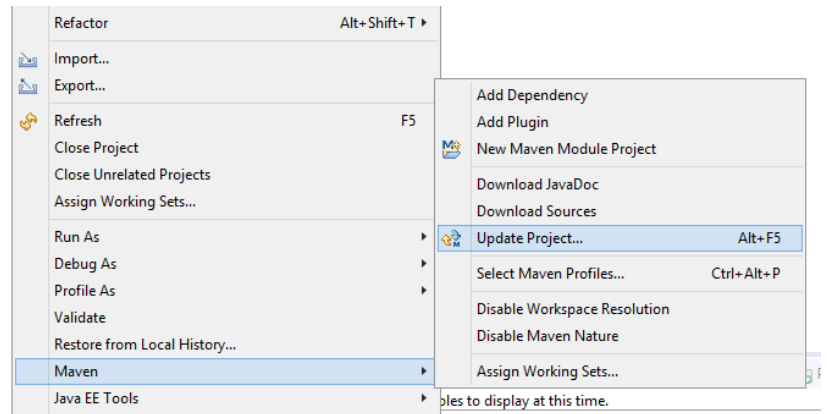 Refactor Alt+Shift+T
Import...
Export...
Refresh F5
Close Project
Close Unrelated Projects
Assign Working Sets...
Run As
Debug As
Profile As
Validate
Restore from Local History...
Maven
Java EE Tools
Add Dependency
Add Plugin
New Maven Module Project
Download JavaDoc
Download Sources
Update Project... Alt+F5
Select Maven Profiles... Ctrl+Alt+P
Disable Workspace Resolution
Disable Maven Nature
Assign Working Sets...
to display at this time.